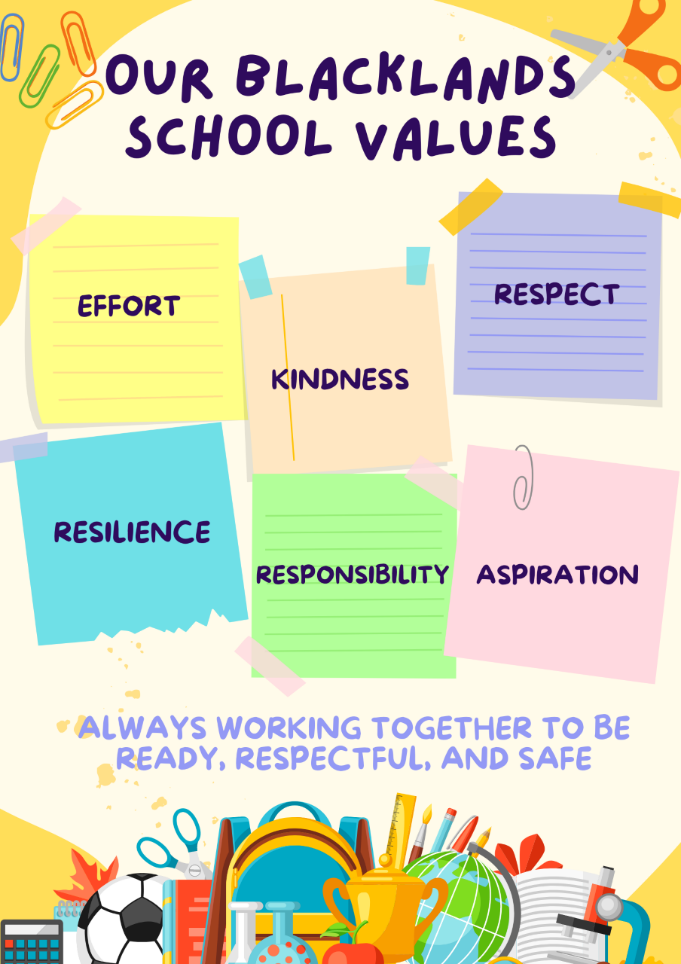 OUR BLACKLANDS
SCHOOL VALUES
EFFORT
KINDNESS
RESPECT
RESILIENCE
RESPONSIBILITY
ASPIRATION
ALWAYS WORKING TOGETHER TO BE
READY, RESPECTFUL, AND SAFE